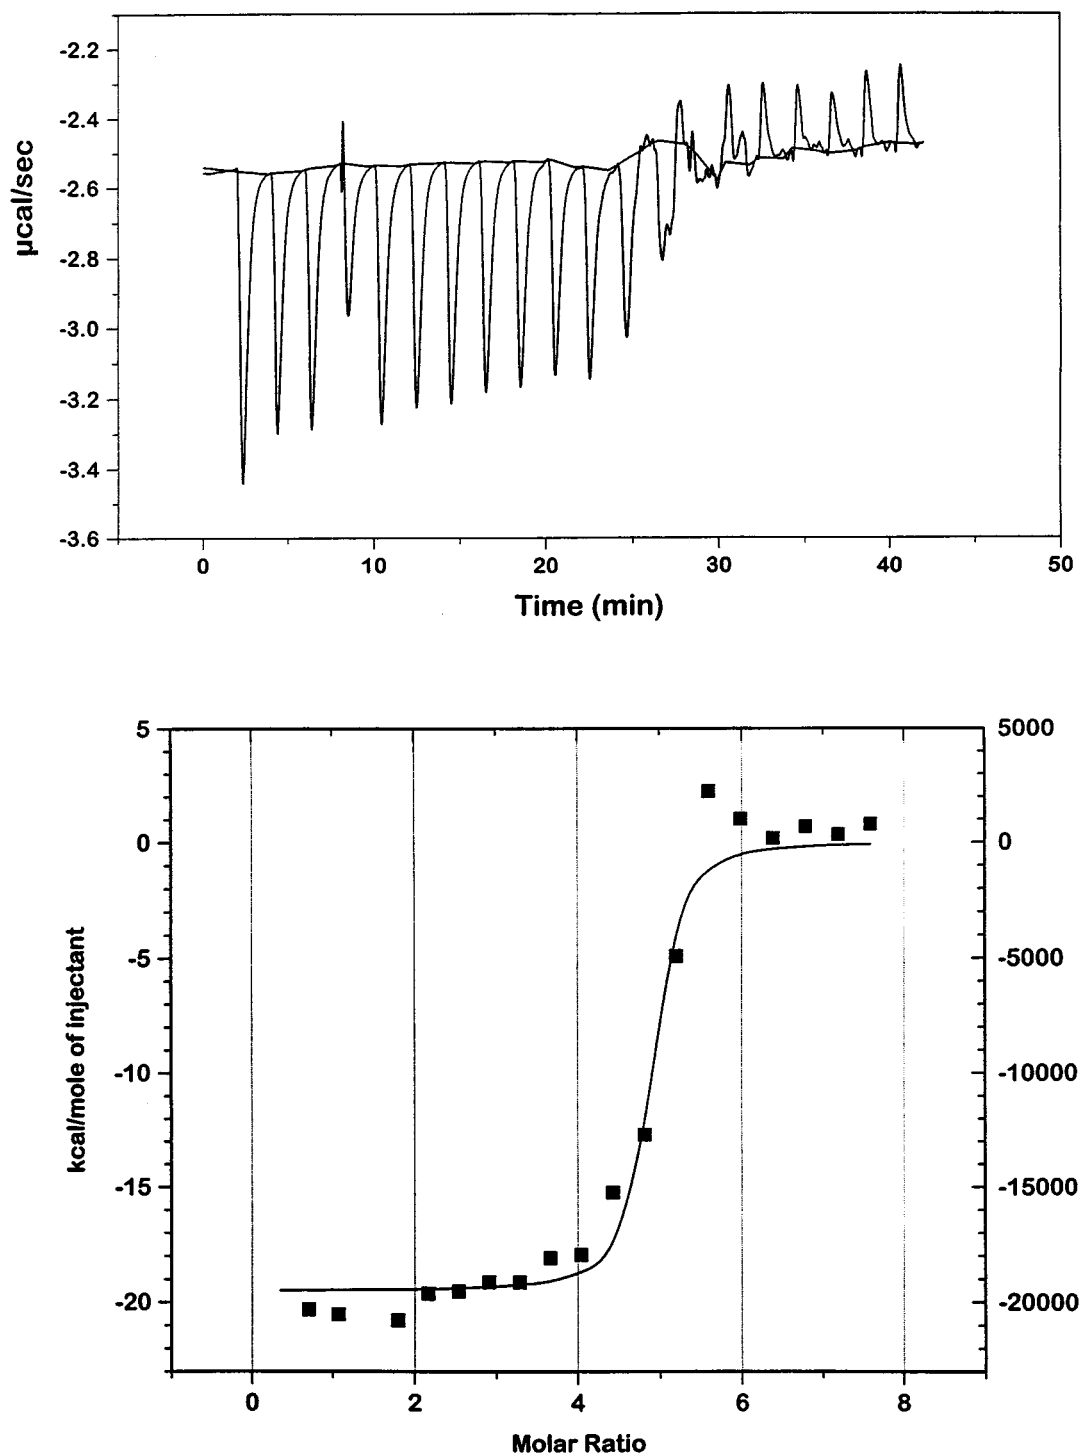 -2.2
-2.4
-2.6
-2.8
-3.0
-3.2
-3.4
-3.6
µcal/sec
0 10 20 30 40 50
Time (min)
5 5000
0 0
-5 -5000
-10 -10000
-15 -15000
-20 -20000
kcal/mole of injectant
0 2 4 6 8
Molar Ratio